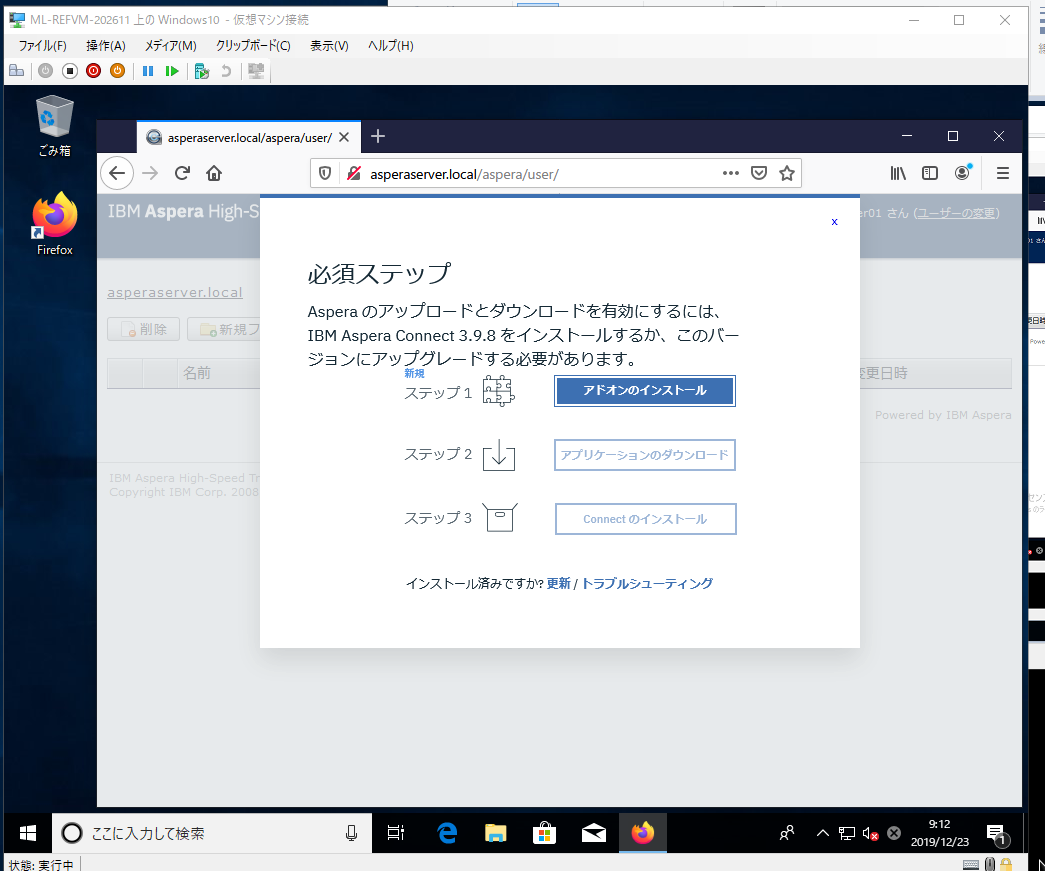 ML-REFVM-202611 上の Windows10 - 仮想マシン接続
ファイル(F) 操作(A) メディア(M) クリップボード(C) 表示(V) ヘルプ(H)
ごみ箱
Firefox
asperaserver.local/aspera/user/
asperaserver.local/aspera/user/
IBM Aspera High-S
er01 さん (ユーザーの変更)
x
asperaserver.local
削除
新規フ
名前
変更日時
Powered by IBM Aspera
IBM Aspera High-Speed Tr
Copyright IBM Corp. 2008
必須ステップ
Aspera のアップロードとダウンロードを有効にするには、
IBM Aspera Connect 3.9.8 をインストールするか、このバー
ジョンにアップグレードする必要があります。
新規
ステップ 1 アドオンのインストール
ステップ 2 アプリケーションのダウンロード
ステップ 3 Connect のインストール
インストール済みですか? 更新 / トラブルシューティング
ここに入力して検索
9:12
2019/12/23
1
状態: 実行中